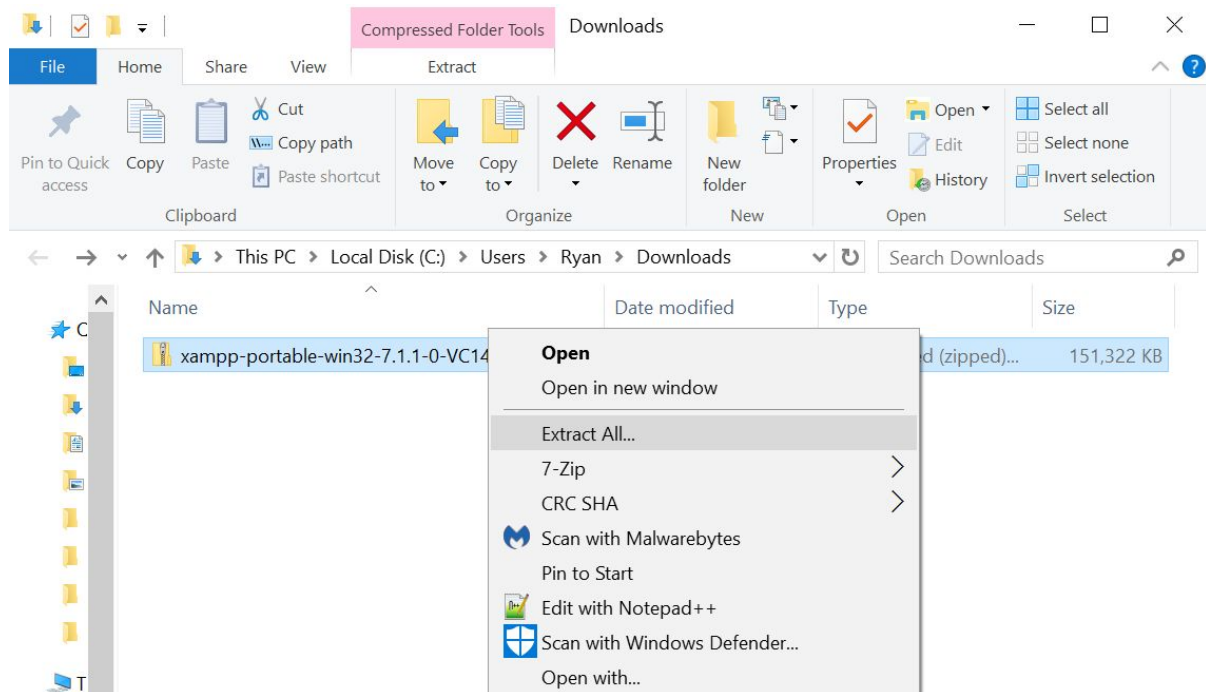 Compressed Folder Tools Downloads
File Home Share View Extract
Pin to Quick access
Copy
Paste
Cut
Copy path
Paste shortcut
Clipboard
Move to
Copy to
Delete
Rename
Organize
New folder
New
Properties
Open
Edit
History
Open
Select all
Select none
Invert selection
Select
This PC > Local Disk (C:) > Users > Ryan > Downloads
Search Downloads
Name Date modified Type Size
xampp-portable-win32-7.1.1-0-VC14 (zipped)... 151,322 KB
Open
Open in new window
Extract All...
7-Zip
CRC SHA
Scan with Malwarebytes
Pin to Start
Edit with Notepad++
Scan with Windows Defender...
Open with...